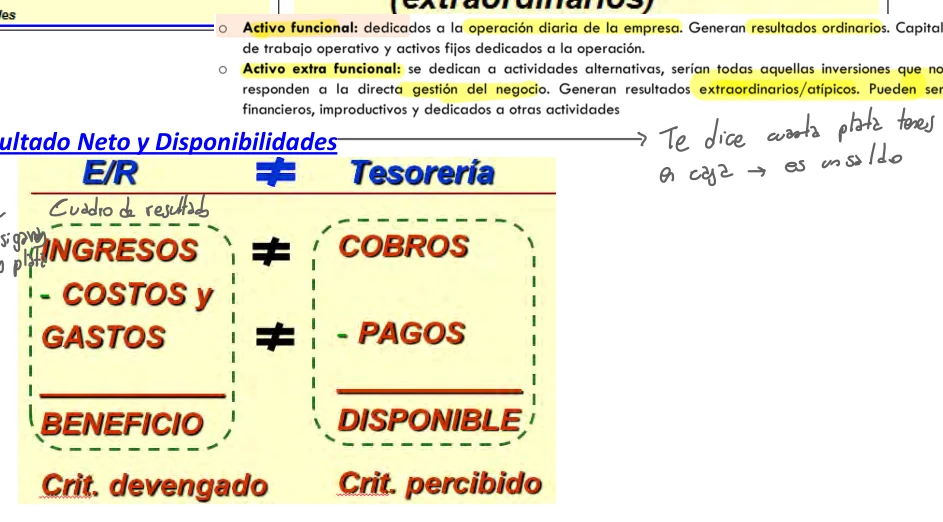 (extraordinarios)
les
○ Activo funcional: dedicados a la operación diaria de la empresa. Generan resultados ordinarios. Capital
de trabajo operativo y activos fijos dedicados a la operación.
○ Activo extra funcional: se dedican a actividades alternativas, serían todas aquellas inversiones que no
responden a la directa gestión del negocio. Generan resultados extraordinarios/atípicos. Pueden ser
financieros, improductivos y dedicados a otras actividades
ultado Neto y Disponibilidades
Te dice cuanta plata tenes
en caja → es un saldo
E/R ≠ Tesorería
Cuadro de resultado
INGRESOS ≠ COBROS
- COSTOS y
GASTOS ≠ - PAGOS
BENEFICIO DISPONIBLE
Crit. devengado Crit. percibido